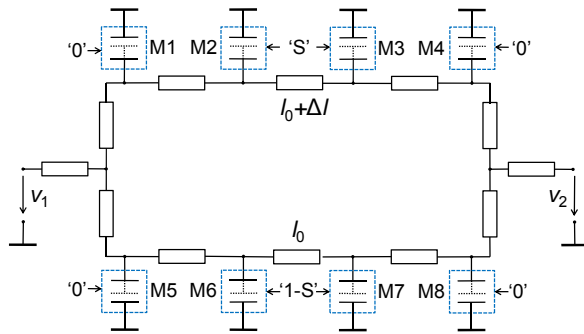 '0' M1 M2 'S' M3 M4 '0'
l₀+Δl
v₁ v₂
l₀
'0' M5 M6 '1-S' M7 M8 '0'